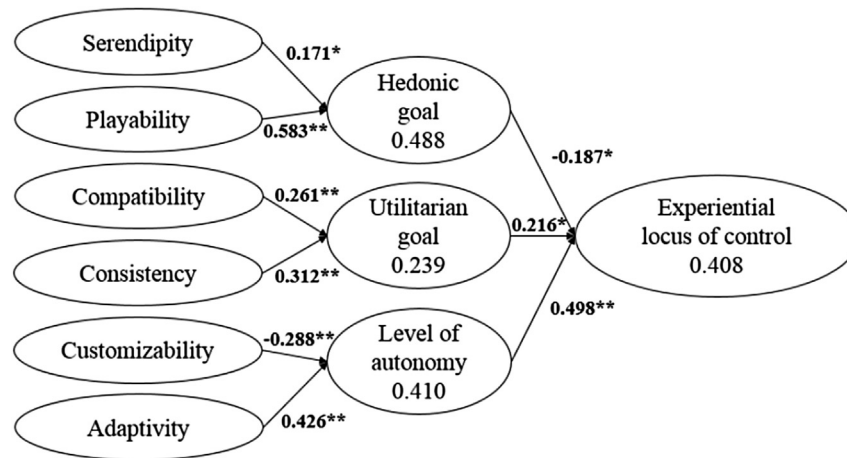 Serendipity
0.171*
Playability
0.583**
Hedonic
goal
0.488
-0.187*
Compatibility
0.261**
Consistency
0.312**
Utilitarian
goal
0.239
0.216*
Experiential
locus of control
0.408
Customizability
-0.288**
Adaptivity
0.426**
Level of
autonomy
0.410
0.498**